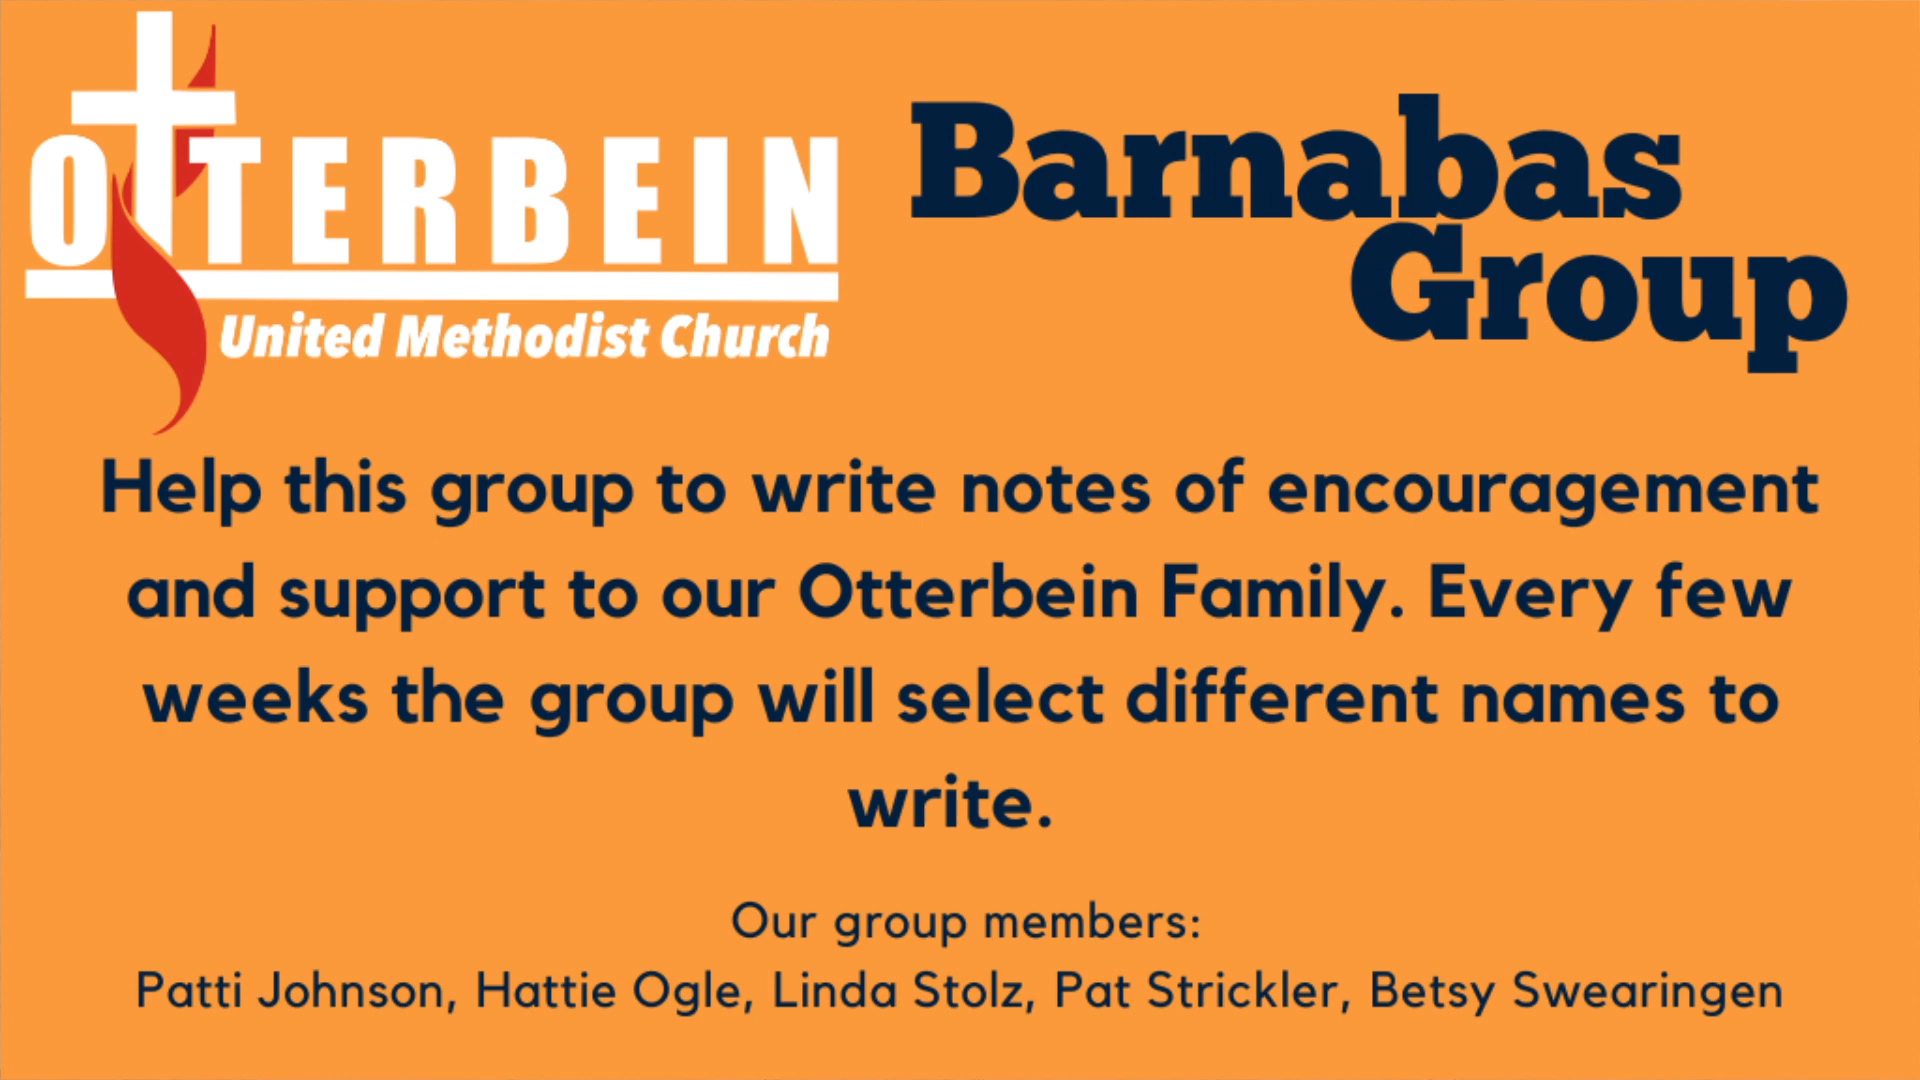 OTTERBEIN
United Methodist Church
Barnabas
Group
Help this group to write notes of encouragement
and support to our Otterbein Family. Every few
weeks the group will select different names to
write.
Our group members:
Patti Johnson, Hattie Ogle, Linda Stolz, Pat Strickler, Betsy Swearingen